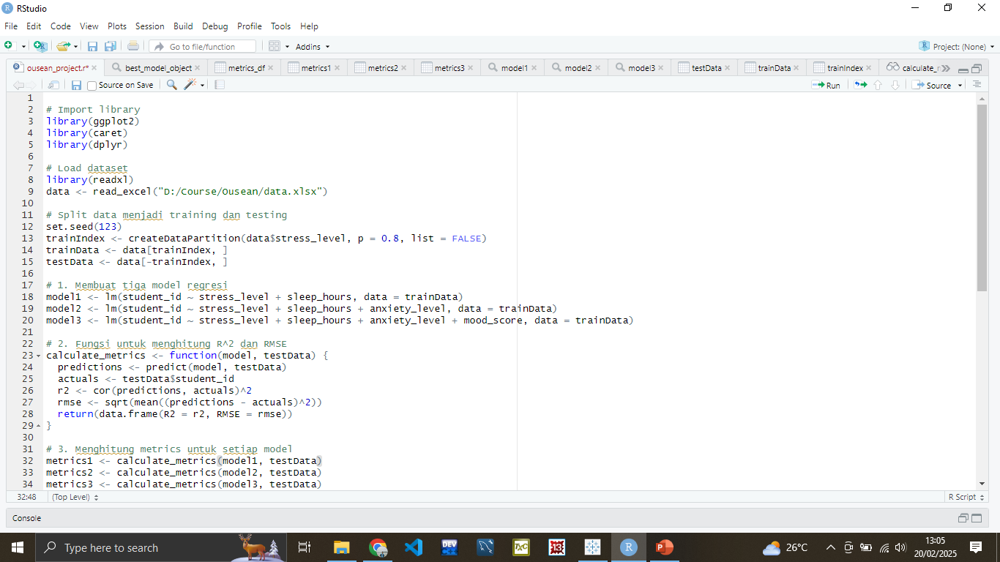 RStudio
File Edit Code View Plots Session Build Debug Profile Tools Help
Go to file/function Addins Project: (None)
ousean_project.r* best_model_object metrics_df metrics1 metrics2 metrics3 model1 model2 model3 testData trainData trainIndex
Source on Save Run Source
1
2 # Import library
3 library(ggplot2)
4 library(caret)
5 library(dplyr)
6
7 # Load dataset
8 library(readxl)
9 data <- read_excel("D:/Course/Ousean/data.xlsx")
10
11 # Split data menjadi training dan testing
12 set.seed(123)
13 trainIndex <- createDataPartition(data$stress_level, p = 0.8, list = FALSE)
14 trainData <- data[trainIndex, ]
15 testData <- data[-trainIndex, ]
16
17 # 1. Membuat tiga model regresi
18 model1 <- lm(student_id ~ stress_level + sleep_hours, data = trainData)
19 model2 <- lm(student_id ~ stress_level + sleep_hours + anxiety_level, data = trainData)
20 model3 <- lm(student_id ~ stress_level + sleep_hours + anxiety_level + mood_score, data = trainData)
21
22 # 2. Fungsi untuk menghitung R^2 dan RMSE
23 calculate_metrics <- function(model, testData) {
24 predictions <- predict(model, testData)
25 actuals <- testData$student_id
26 r2 <- cor(predictions, actuals)^2
27 rmse <- sqrt(mean((predictions - actuals)^2))
28 return(data.frame(R2 = r2, RMSE = rmse))
29 }
30
31 # 3. Menghitung metrics untuk setiap model
32 metrics1 <- calculate_metrics(model1, testData)
33 metrics2 <- calculate_metrics(model2, testData)
34 metrics3 <- calculate_metrics(model3, testData)
32:48 (Top Level) R Script
Console
Type here to search
DEV
TXC
26°C
13:05
20/02/2025